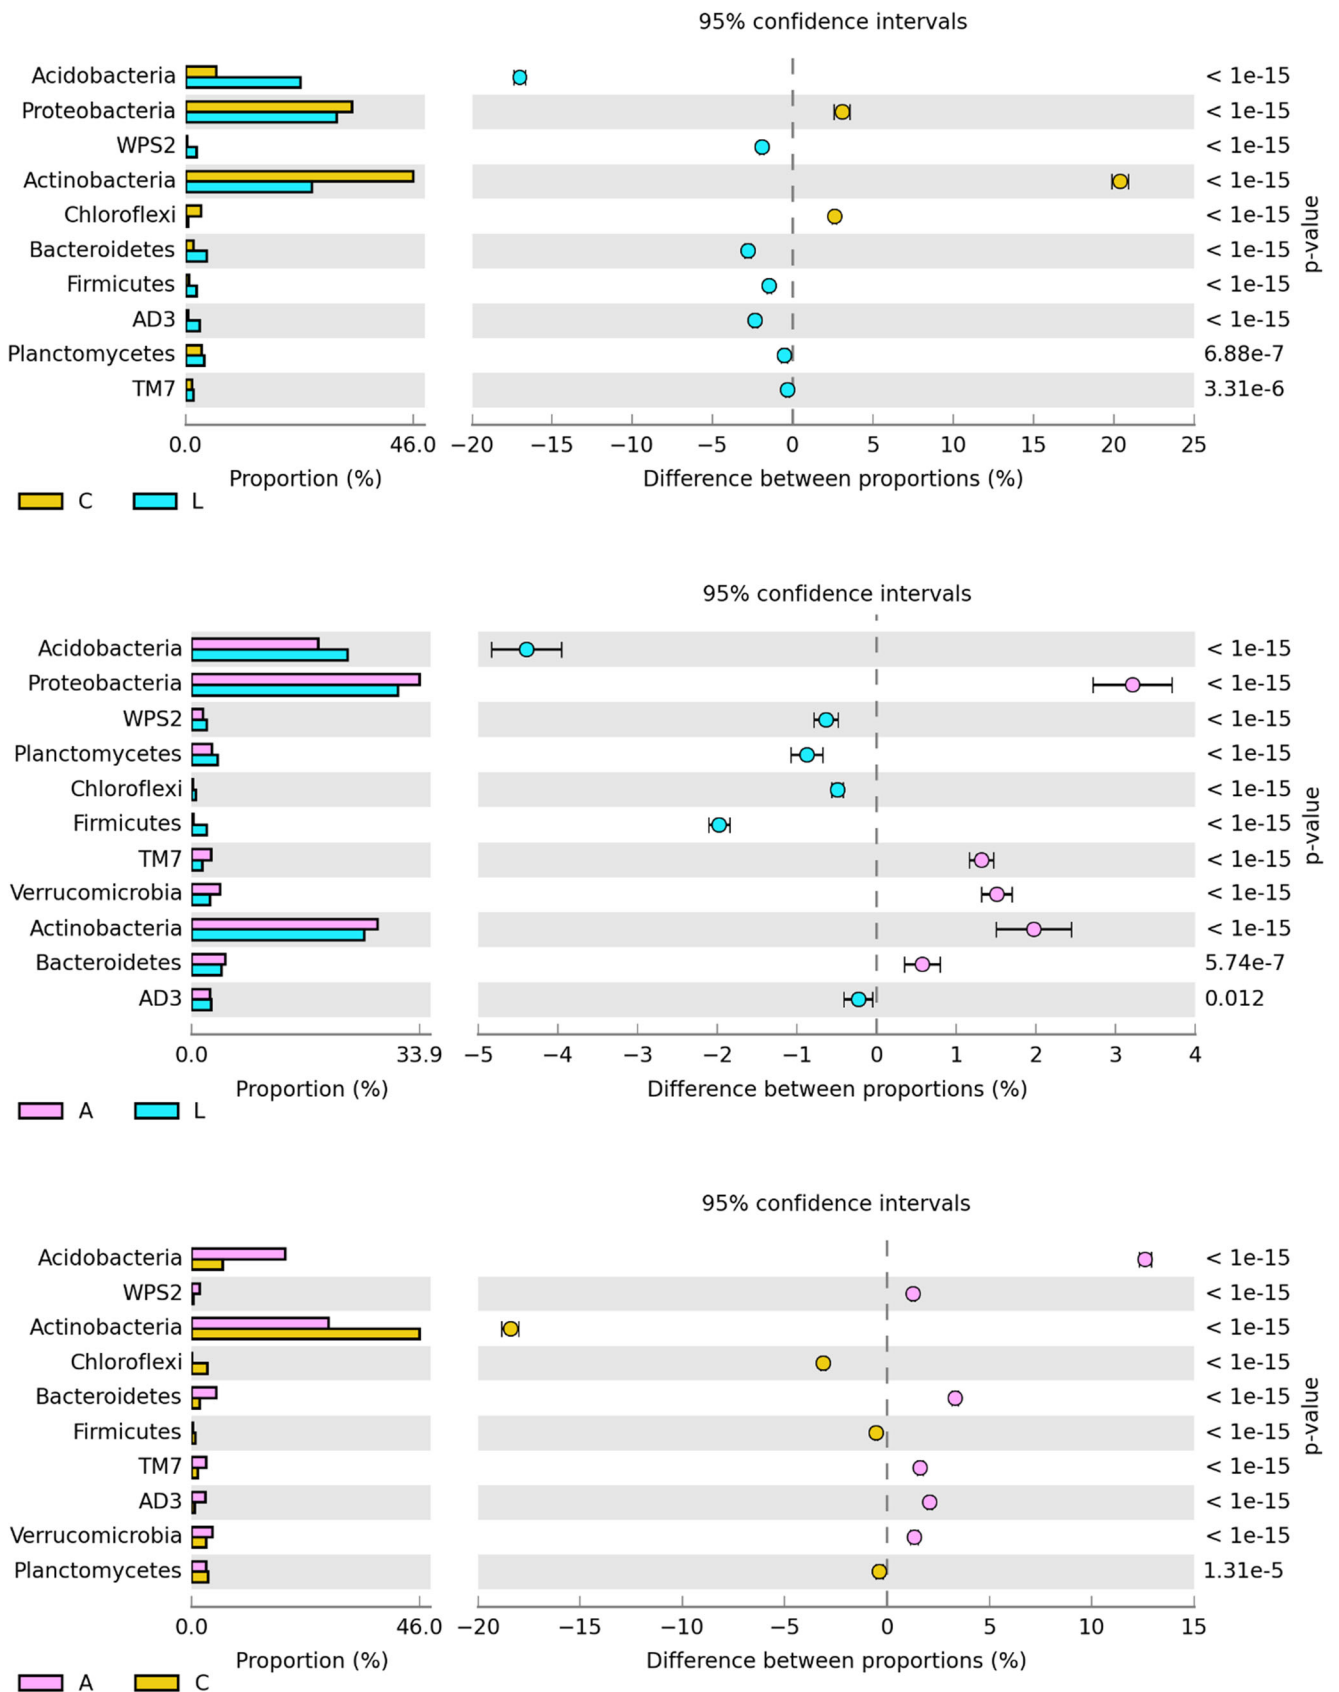 95% confidence intervals
Acidobacteria < 1e-15
Proteobacteria < 1e-15
WPS2 < 1e-15
Actinobacteria < 1e-15
Chloroflexi < 1e-15
Bacteroidetes < 1e-15
Firmicutes < 1e-15
AD3 < 1e-15
Planctomycetes 6.88e-7
TM7 3.31e-6
p-value
0.0 46.0 −20 −15 −10 −5 0 5 10 15 20 25
Proportion (%) Difference between proportions (%)
C L
95% confidence intervals
Acidobacteria < 1e-15
Proteobacteria < 1e-15
WPS2 < 1e-15
Planctomycetes < 1e-15
Chloroflexi < 1e-15
Firmicutes < 1e-15
TM7 < 1e-15
Verrucomicrobia < 1e-15
Actinobacteria < 1e-15
Bacteroidetes 5.74e-7
AD3 0.012
p-value
0.0 33.9 −5 −4 −3 −2 −1 0 1 2 3 4
Proportion (%) Difference between proportions (%)
A L
95% confidence intervals
Acidobacteria < 1e-15
WPS2 < 1e-15
Actinobacteria < 1e-15
Chloroflexi < 1e-15
Bacteroidetes < 1e-15
Firmicutes < 1e-15
TM7 < 1e-15
AD3 < 1e-15
Verrucomicrobia < 1e-15
Planctomycetes 1.31e-5
p-value
0.0 46.0 −20 −15 −10 −5 0 5 10 15
Proportion (%) Difference between proportions (%)
A C